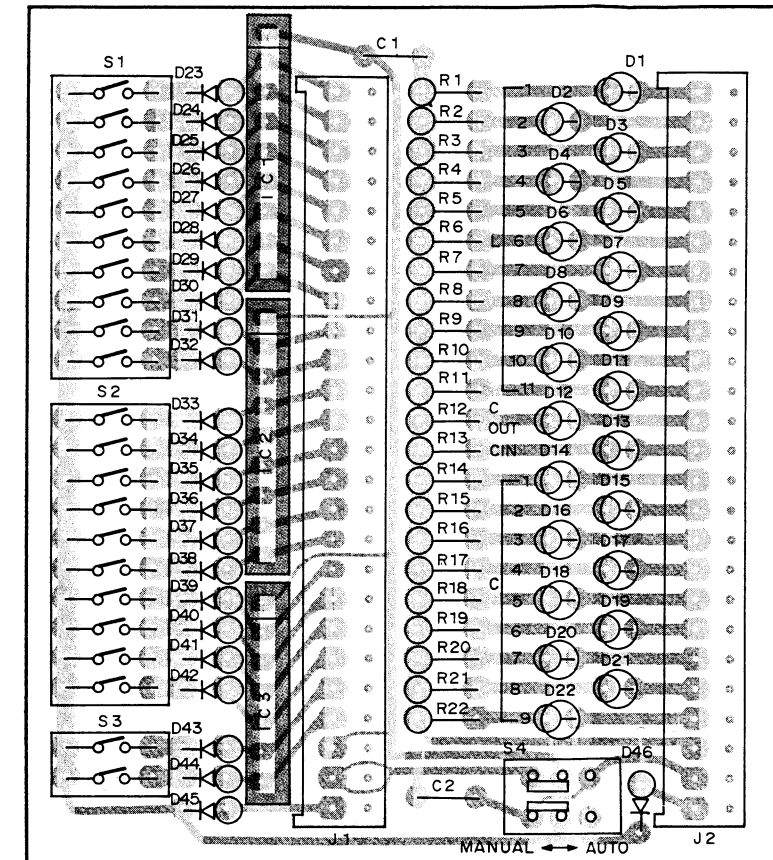 C1
S1
D1
D23
R1
1
D2
D24
R2
2
D3
D25
R3
3
D4
D26
R4
4
D5
IC1
D27
R5
5
D6
D28
R6
6
D7
D29
R7
7
D8
D30
R8
8
D9
D31
R9
9
D10
D32
R10
10
D11
S2
R11
11
D12
D33
R12
C OUT
D13
D34
R13
CIN
D14
IC2
D35
R14
1
D15
D36
R15
2
D16
D37
R16
3
D17
D38
R17
4
D18
D39
R18
C
5
D19
D40
R19
6
D20
D41
R20
7
D21
D42
R21
8
D22
IC3
S3
R22
9
D43
S4
D46
D44
D45
C2
J1
J2
MANUAL ↔ AUTO